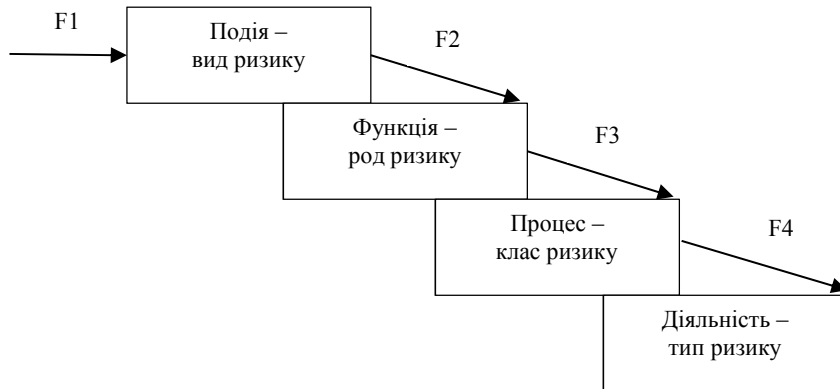 F1
Подія –
вид ризику
F2
Функція –
род ризику
F3
Процес –
клас ризику
F4
Діяльність –
тип ризику